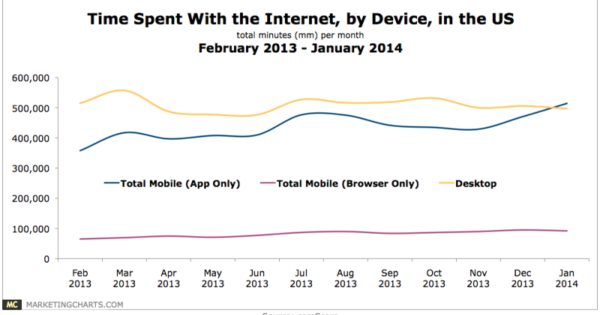 Time Spent With the Internet, by Device, in the US
total minutes (mm) per month
February 2013 - January 2014
600,000
500,000
400,000
300,000
200,000
100,000
0
Total Mobile (App Only) Total Mobile (Browser Only) Desktop
Feb Mar Apr May Jun Jul Aug Sep Oct Nov Dec Jan
2013 2013 2013 2013 2013 2013 2013 2013 2013 2013 2013 2014
MC MARKETINGCHARTS.COM